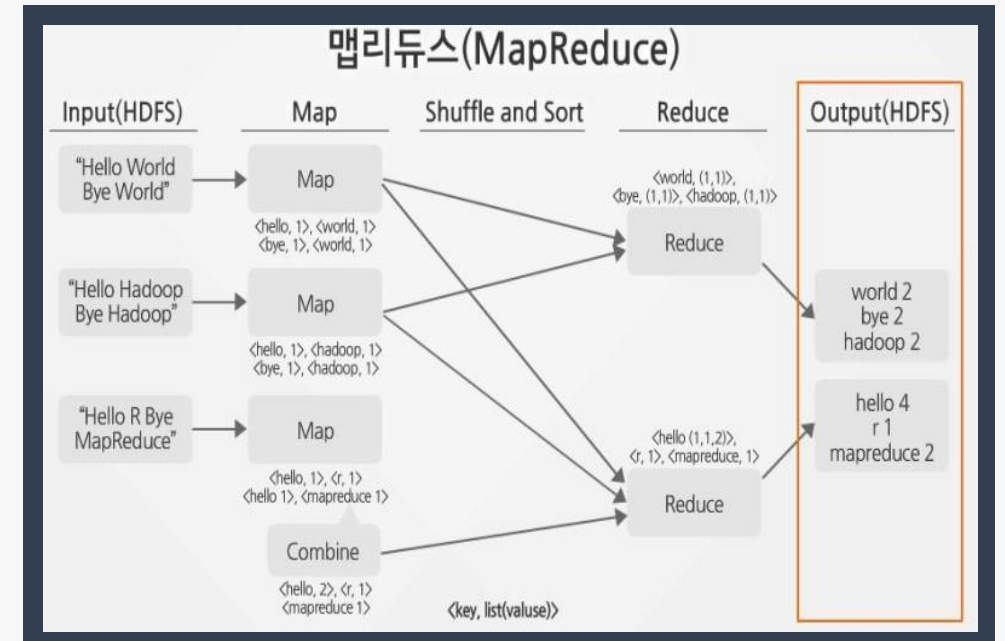 맵리듀스(MapReduce)
Input(HDFS)
Map
Shuffle and Sort
Reduce
Output(HDFS)
"Hello World
Bye World"
Map
<hello, 1>, <world, 1>
<bye, 1>, <world, 1>
"Hello Hadoop
Bye Hadoop"
Map
<hello, 1>, <hadoop, 1>
<bye, 1>, <hadoop, 1>
"Hello R Bye
MapReduce"
Map
<hello, 1>, <r, 1>
<hello 1>, <mapreduce 1>
Combine
<hello, 2>, <r, 1>
<mapreduce 1>
<key, list(valuse)>
<world, (1,1)>,
<bye, (1,1)>, <hadoop, (1,1)>
Reduce
<hello (1,1,2)>,
<r, 1>, <mapreduce, 1>
Reduce
world 2
bye 2
hadoop 2
hello 4
r 1
mapreduce 2